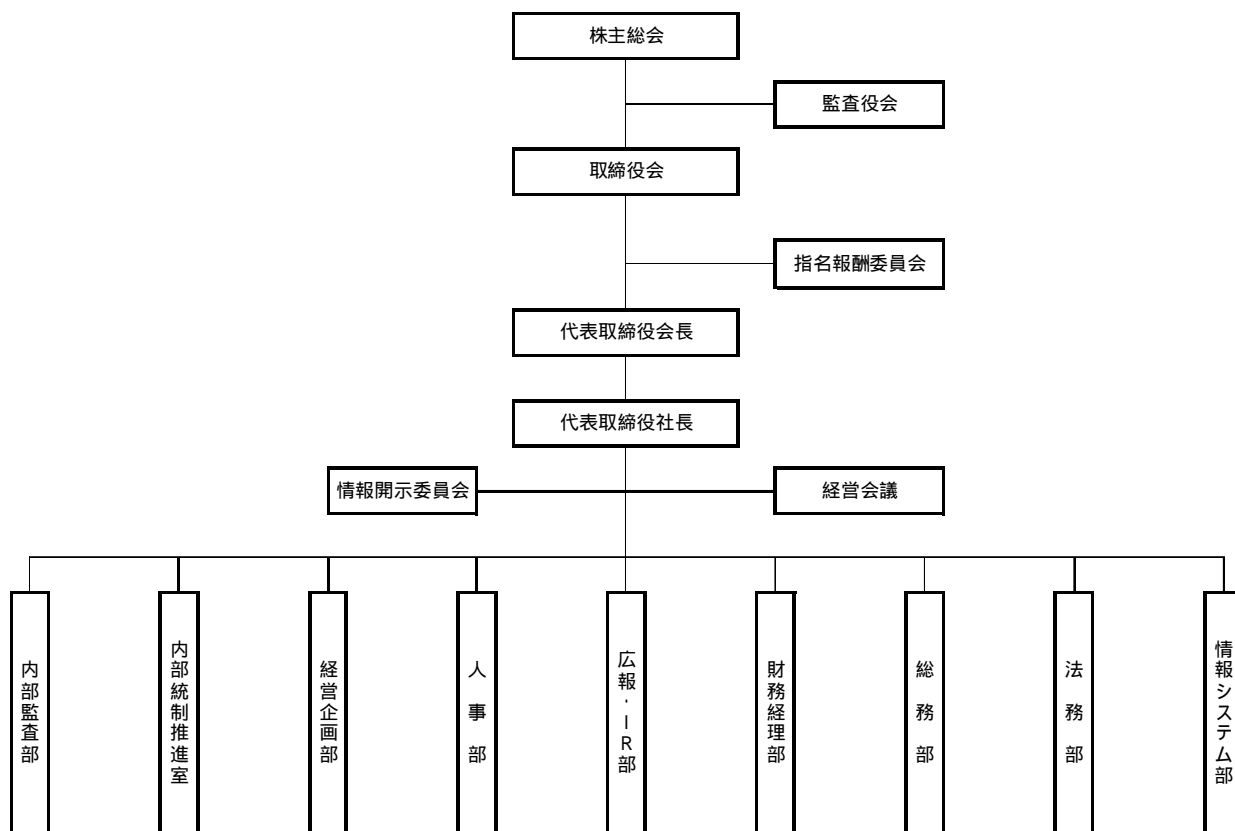 株主総会
監査役会
取締役会
指名報酬委員会
代表取締役会長
代表取締役社長
情報開示委員会
経営会議
内部監査部
内部統制推進室
経営企画部
人事部
広報・IR部
財務経理部
総務部
法務部
情報システム部